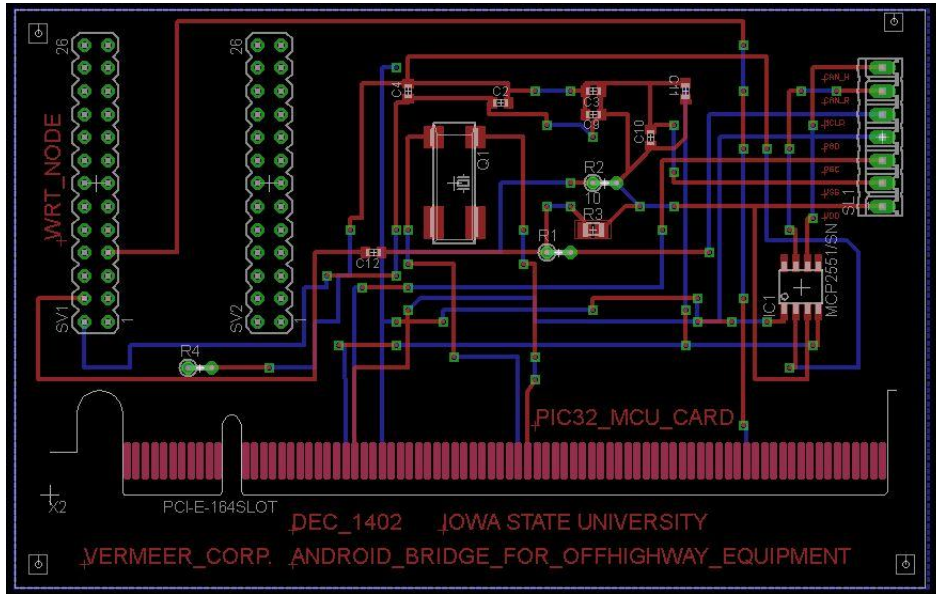 26
26
WRT_NODE
SV1
1
SV2
1
C4
C2
C3
C9
C10
C11
Q1
R2
10
R3
R1
C12
R4
CAN_H
CAN_R
MCLR
PGD
PGC
VSS
VDD
SL1
IC1
MCP2551/SN
PIC32_MCU_CARD
X2
PCI-E-164SLOT
DEC_1402 IOWA STATE UNIVERSITY
VERMEER_CORP. ANDROID_BRIDGE_FOR_OFFHIGHWAY_EQUIPMENT